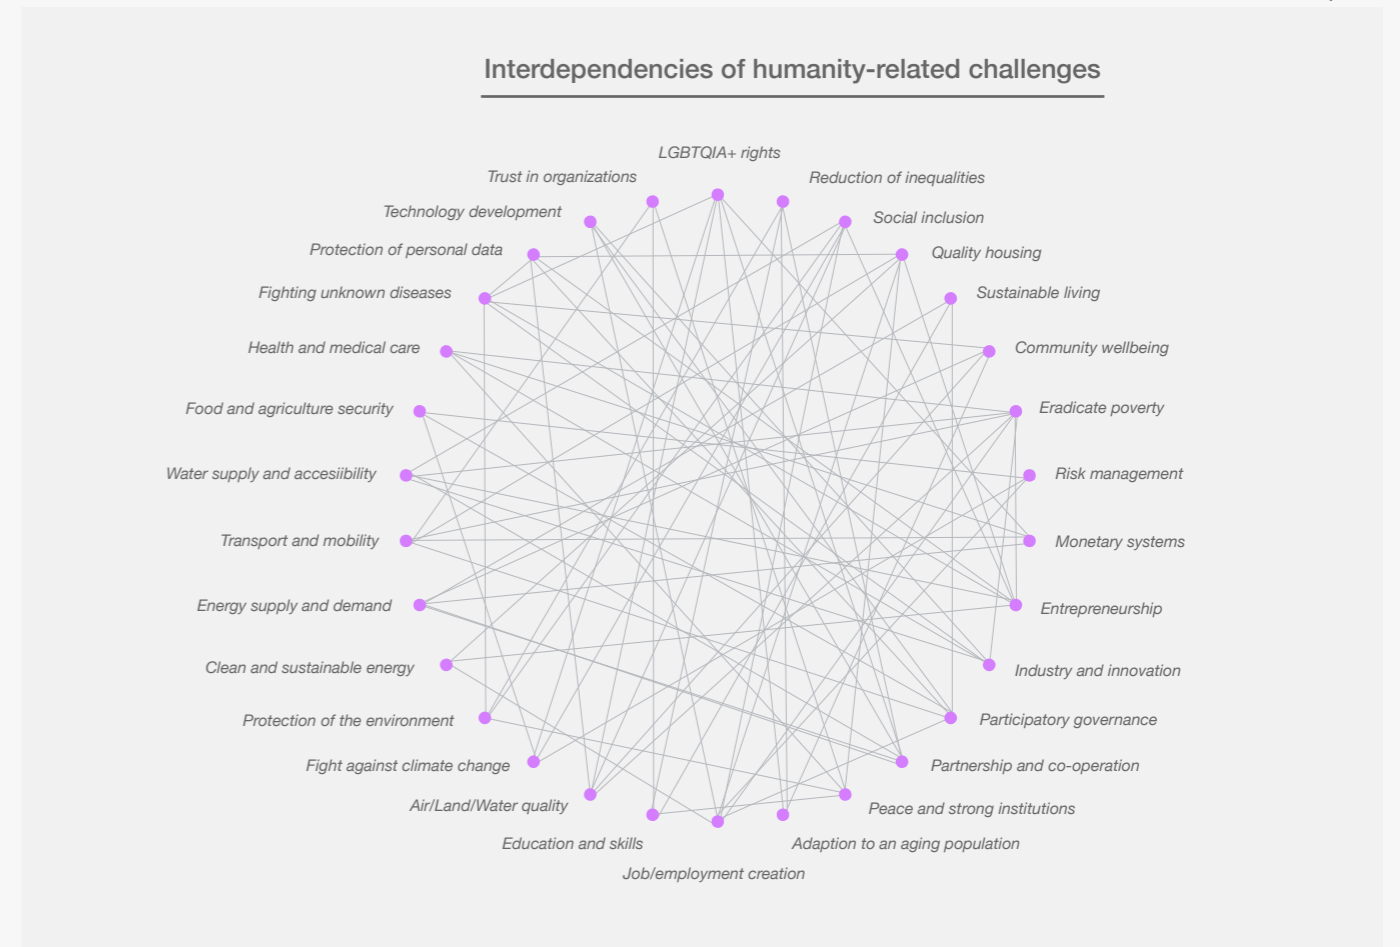 Interdependencies of humanity-related challenges
LGBTQIA+ rights
Trust in organizations
Reduction of inequalities
Technology development
Social inclusion
Protection of personal data
Quality housing
Fighting unknown diseases
Sustainable living
Health and medical care
Community wellbeing
Food and agriculture security
Eradicate poverty
Water supply and accesiibility
Risk management
Transport and mobility
Monetary systems
Energy supply and demand
Entrepreneurship
Clean and sustainable energy
Industry and innovation
Protection of the environment
Participatory governance
Fight against climate change
Partnership and co-operation
Air/Land/Water quality
Peace and strong institutions
Education and skills
Adaption to an aging population
Job/employment creation